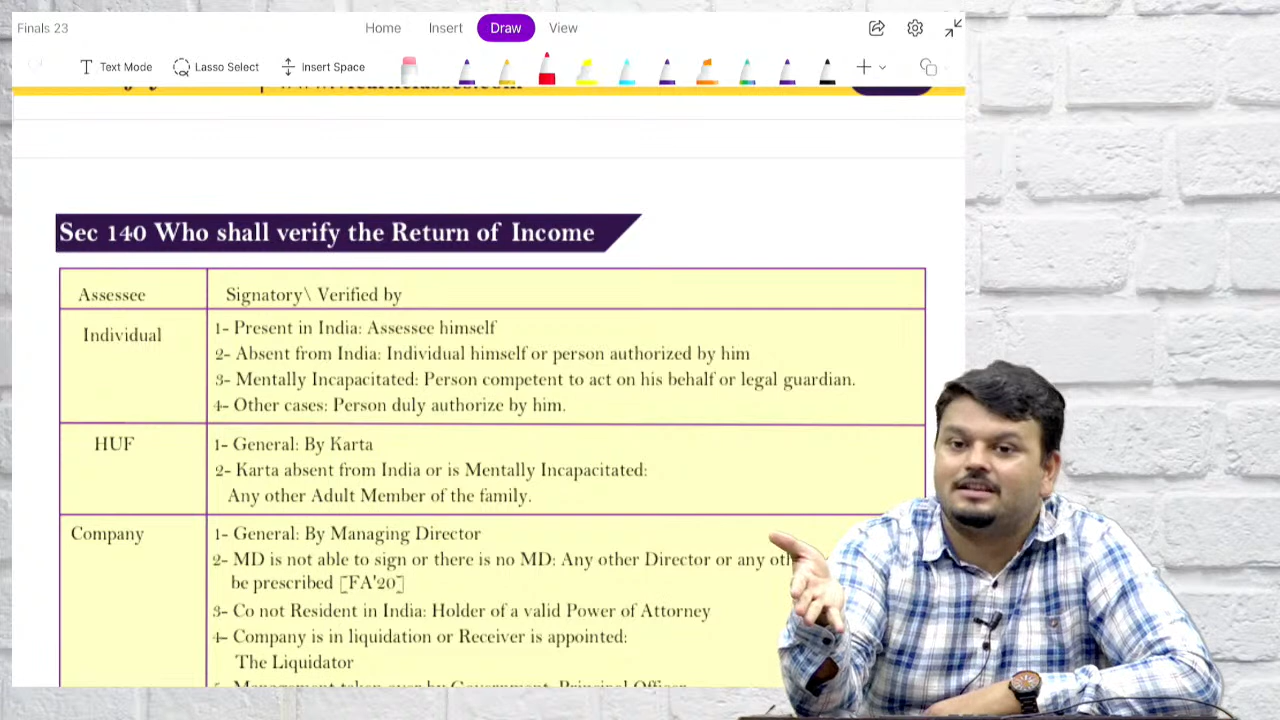 Finals 23
Home Insert Draw View
Text Mode Lasso Select Insert Space
Sec 140 Who shall verify the Return of Income
Assessee Signatory\ Verified by
Individual
1- Present in India: Assessee himself
2- Absent from India: Individual himself or person authorized by him
3- Mentally Incapacitated: Person competent to act on his behalf or legal guardian.
4- Other cases: Person duly authorize by him.
HUF
1- General: By Karta
2- Karta absent from India or is Mentally Incapacitated:
Any other Adult Member of the family.
Company
1- General: By Managing Director
2- MD is not able to sign or there is no MD: Any other Director or any
be prescribed [FA'20]
3- Co not Resident in India: Holder of a valid Power of Attorney
4- Company is in liquidation or Receiver is appointed:
The Liquidator